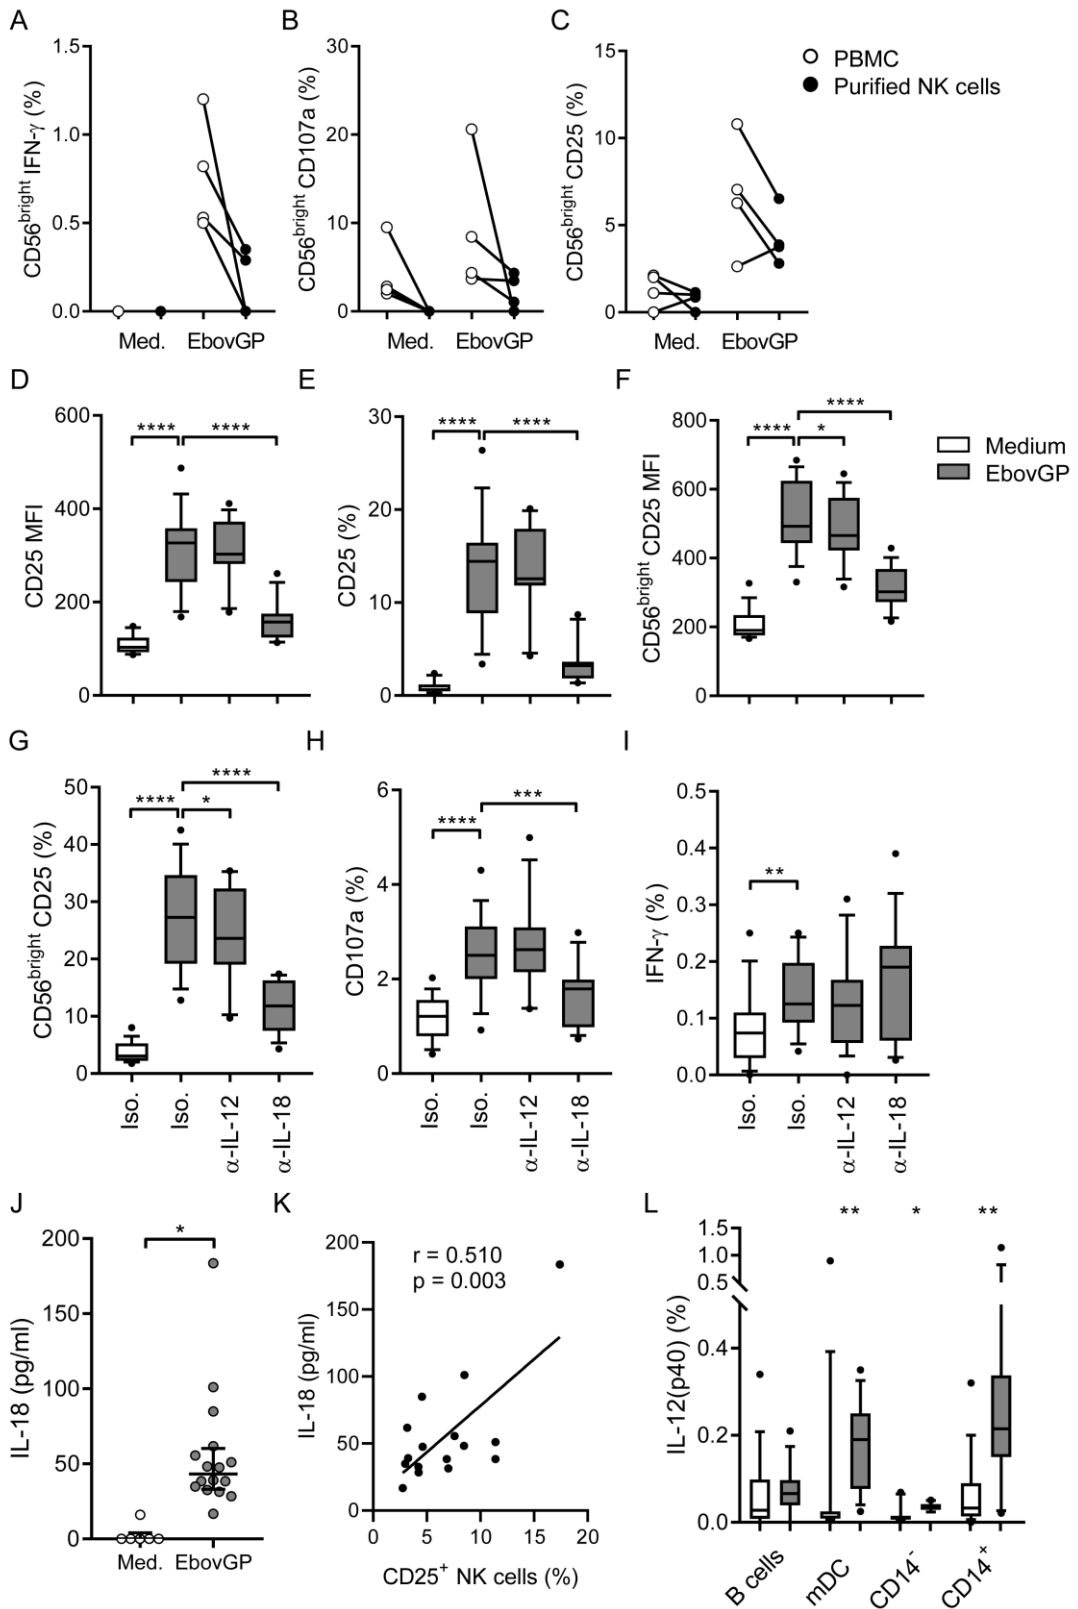 A
B
C
1.5
1.0
0.5
0.0
CD56bright IFN-γ (%)
Med. EbovGP
30
20
10
0
CD56bright CD107a (%)
Med. EbovGP
15
10
5
0
CD56bright CD25 (%)
Med. EbovGP
PBMC
Purified NK cells
D
E
F
600
400
200
0
CD25 MFI
**** ****
30
20
10
0
CD25 (%)
**** ****
800
600
400
200
0
CD56bright CD25 MFI
****
**** *
Medium
EbovGP
G
H
I
50
40
30
20
10
0
CD56bright CD25 (%)
****
**** *
Iso.
Iso.
α-IL-12
α-IL-18
6
4
2
0
CD107a (%)
***
****
Iso.
Iso.
α-IL-12
α-IL-18
0.5
0.4
0.3
0.2
0.1
0.0
IFN-γ (%)
**
Iso.
Iso.
α-IL-12
α-IL-18
J
K
L
200
150
100
50
0
IL-18 (pg/ml)
*
Med. EbovGP
200
150
100
50
0
IL-18 (pg/ml)
r = 0.510
p = 0.003
0 5 10 15 20
CD25+ NK cells (%)
** * **
1.5
1.0
0.5
0.4
0.2
0.0
IL-12(p40) (%)
B cells
mDC
CD14-
CD14+